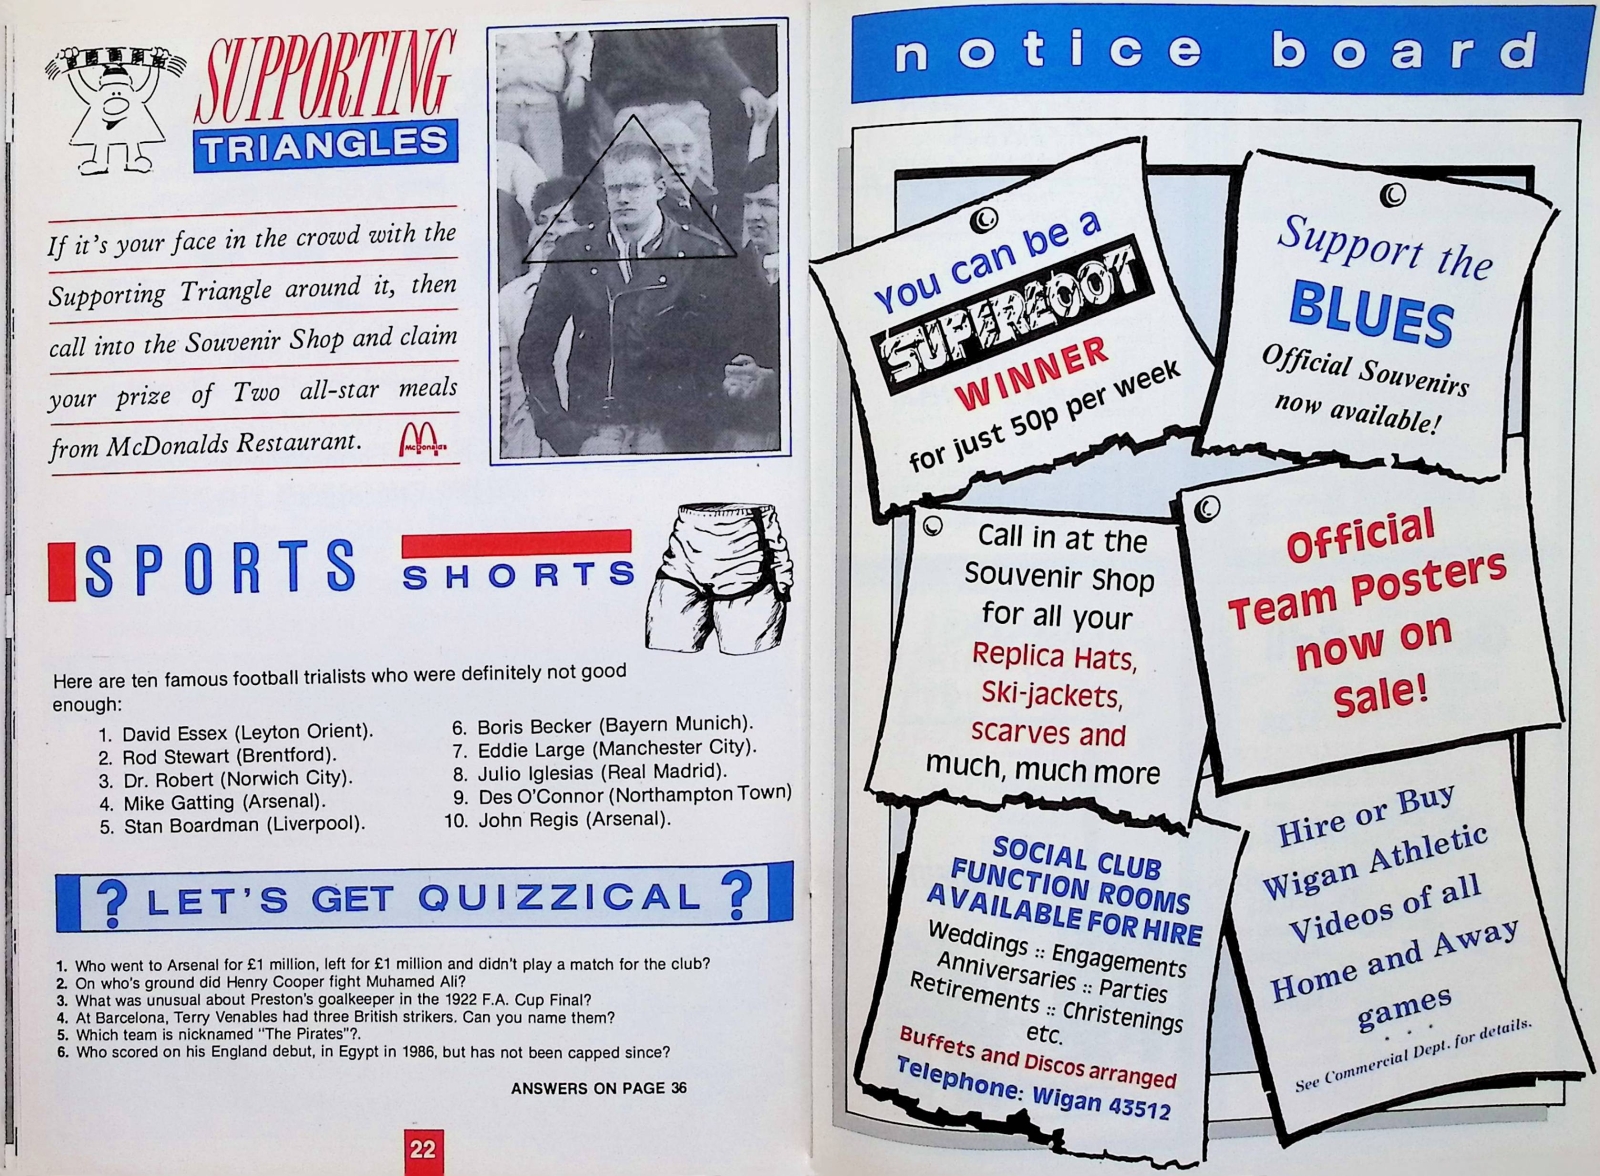 SUPPORTING
TRIANGLES
If it's your face in the crowd with the
Supporting Triangle around it, then
call into the Souvenir Shop and claim
your prize of Two all-star meals
from McDonalds Restaurant.
McDonald's
SPORTS SHORTS
Here are ten famous football trialists who were definitely not good
enough:
1. David Essex (Leyton Orient).
2. Rod Stewart (Brentford).
3. Dr. Robert (Norwich City).
4. Mike Gatting (Arsenal).
5. Stan Boardman (Liverpool).
6. Boris Becker (Bayern Munich).
7. Eddie Large (Manchester City).
8. Julio Iglesias (Real Madrid).
9. Des O'Connor (Northampton Town)
10. John Regis (Arsenal).
? LET'S GET QUIZZICAL ?
1. Who went to Arsenal for £1 million, left for £1 million and didn't play a match for the club?
2. On who's ground did Henry Cooper fight Muhamed Ali?
3. What was unusual about Preston's goalkeeper in the 1922 F.A. Cup Final?
4. At Barcelona, Terry Venables had three British strikers. Can you name them?
5. Which team is nicknamed "The Pirates"?.
6. Who scored on his England debut, in Egypt in 1986, but has not been capped since?
ANSWERS ON PAGE 36
22
notice board
You can be a
SUPERLOOT
WINNER
for just 50p per week
Support the
BLUES
Official Souvenirs
now available!
Call in at the
Souvenir Shop
for all your
Replica Hats,
Ski-jackets,
scarves and
much, much more
Official
Team Posters
now on
Sale!
SOCIAL CLUB
FUNCTION ROOMS
AVAILABLE FOR HIRE
Weddings :: Engagements
Anniversaries :: Parties
Retirements :: Christenings
etc.
Buffets and Discos arranged
Telephone: Wigan 43512
Hire or Buy
Wigan Athletic
Videos of all
Home and Away
games
See Commercial Dept. for details.